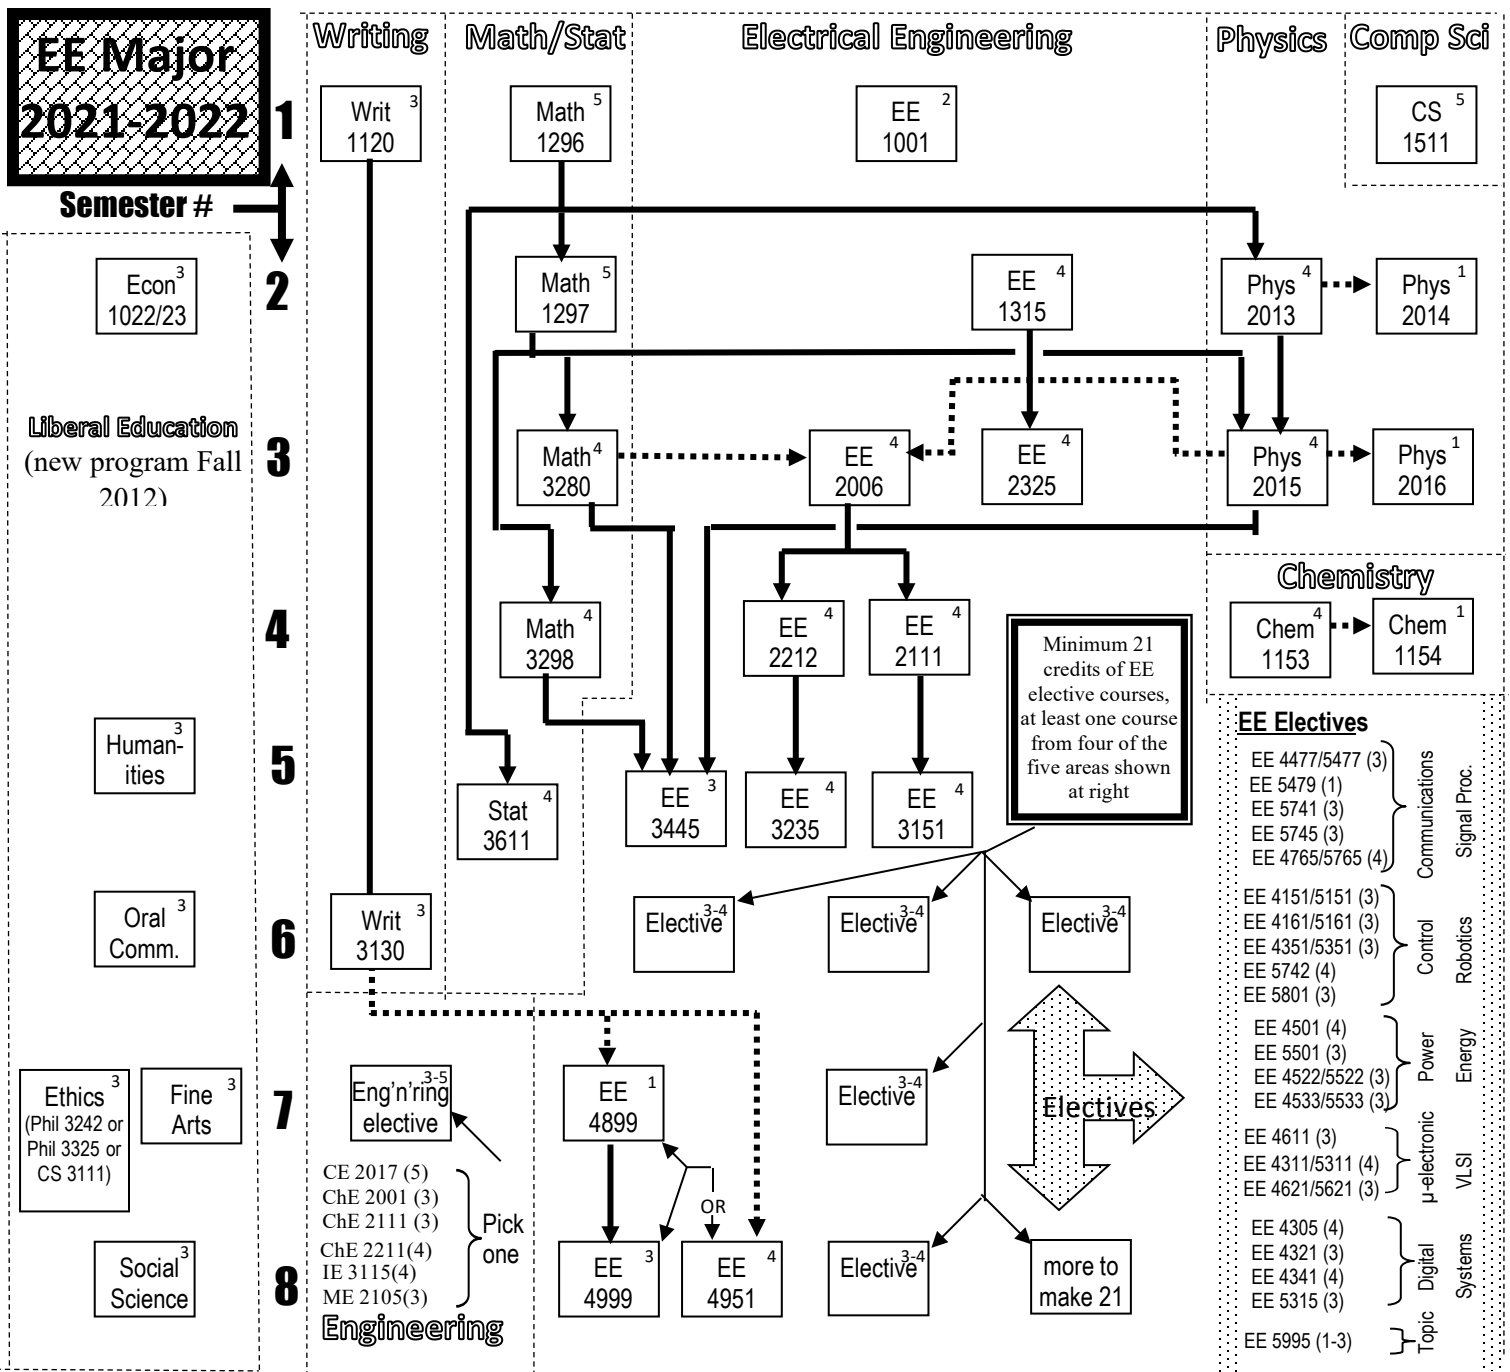 EE Major
2021-2022
Semester #
Writing
Math/Stat
Electrical Engineering
Physics
Comp Sci
1
Writ 3
1120
Math 5
1296
EE 2
1001
CS 5
1511
2
Econ 3
1022/23
Math 5
1297
EE 4
1315
Phys 4
2013
Phys 1
2014
Liberal Education
(new program Fall
2012)
3
Math 4
3280
EE 4
2006
EE 4
2325
Phys 4
2015
Phys 1
2016
Chemistry
4
Math 4
3298
EE 4
2212
EE 4
2111
Chem 4
1153
Chem 1
1154
Minimum 21
credits of EE
elective courses,
at least one course
from four of the
five areas shown
at right
5
Human- 3
ities
Stat 4
3611
EE 3
3445
EE 4
3235
EE 4
3151
6
Oral 3
Comm.
Writ 3
3130
Elective 3-4
Elective 3-4
Elective 3-4
7
Ethics 3
(Phil 3242 or
Phil 3325 or
CS 3111)
Fine 3
Arts
Eng'n'ring 3-5
elective
EE 1
4899
Elective 3-4
Electives
CE 2017 (5)
ChE 2001 (3)
ChE 2111 (3)
ChE 2211(4)
IE 3115(4)
ME 2105(3)
Pick
one
Engineering
OR
8
Social 3
Science
EE 3
4999
EE 4
4951
Elective 3-4
more to
make 21
EE Electives
EE 4477/5477 (3)
EE 5479 (1)
EE 5741 (3)
EE 5745 (3)
EE 4765/5765 (4)
Communications
Signal Proc.
EE 4151/5151 (3)
EE 4161/5161 (3)
EE 4351/5351 (3)
EE 5742 (4)
EE 5801 (3)
Control
Robotics
EE 4501 (4)
EE 5501 (3)
EE 4522/5522 (3)
EE 4533/5533 (3)
Power
Energy
EE 4611 (3)
EE 4311/5311 (4)
EE 4621/5621 (3)
μ-electronic
VLSI
EE 4305 (4)
EE 4321 (3)
EE 4341 (4)
EE 5315 (3)
Digital
Systems
EE 5995 (1-3)
Topic